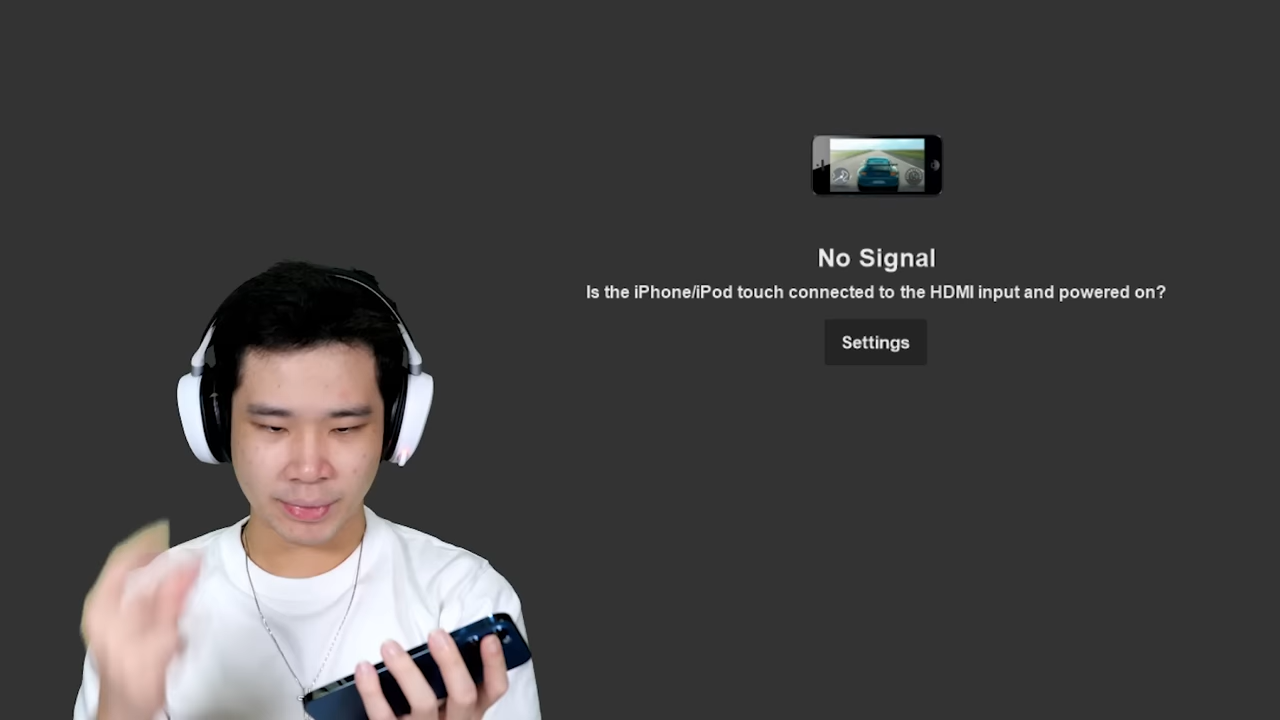 No Signal
Is the iPhone/iPod touch connected to the HDMI input and powered on?
Settings